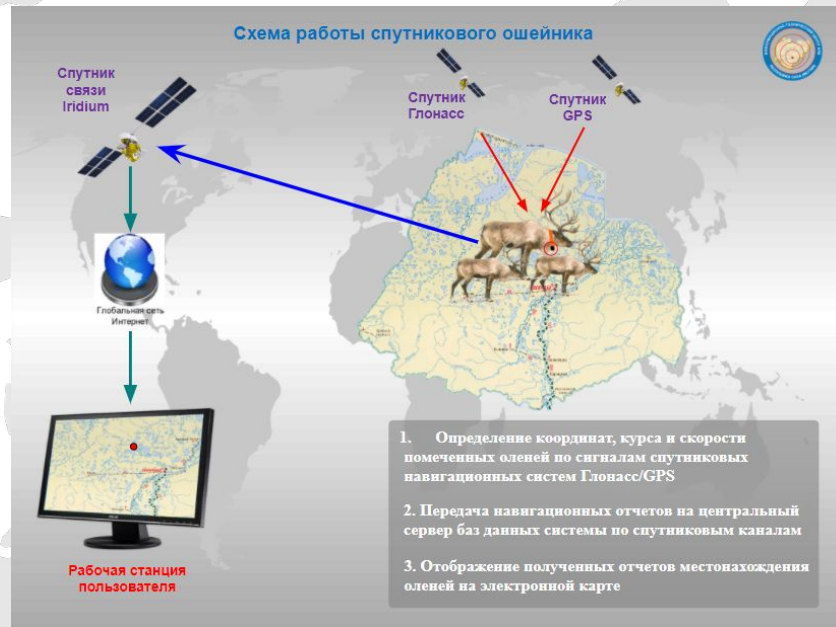 Схема работы спутникового ошейника
Спутник
связи
Iridium
Спутник
Глонасс
Спутник
GPS
Глобальная сеть
Интернет
Рабочая станция
пользователя
1. Определение координат, курса и скорости
помеченных оленей по сигналам спутниковых
навигационных систем Глонасс/GPS
2. Передача навигационных отчетов на центральный
сервер баз данных системы по спутниковым каналам
3. Отображение полученных отчетов местонахождения
оленей на электронной карте